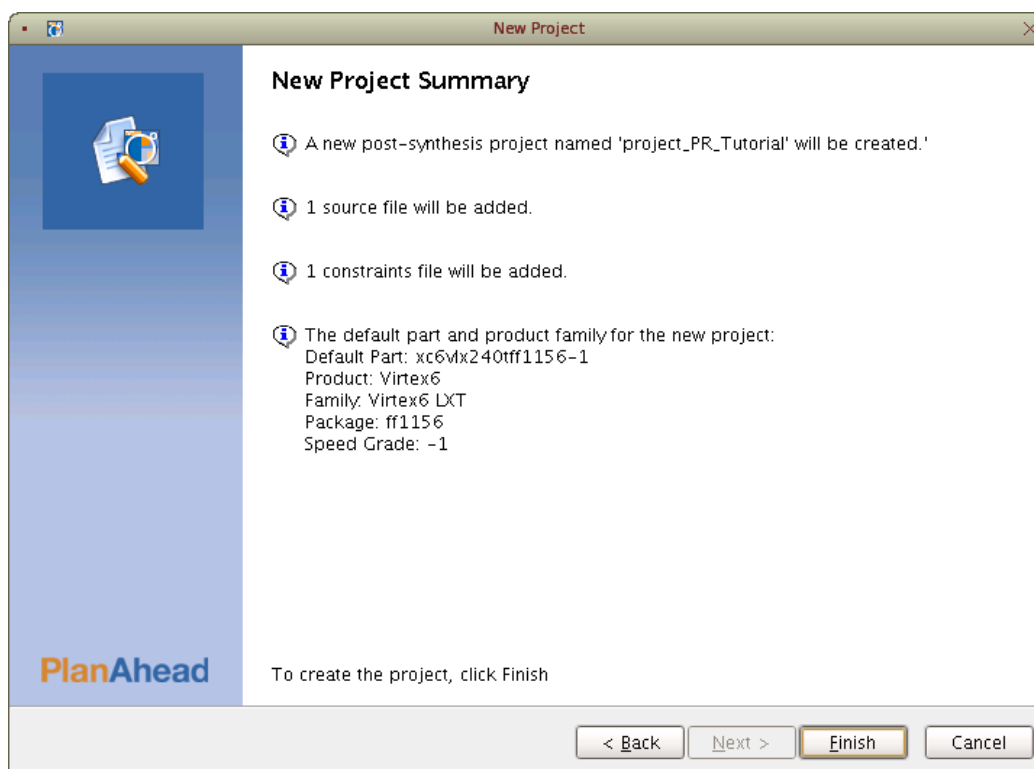 New Project
New Project Summary
A new post-synthesis project named 'project_PR_Tutorial' will be created.'
1 source file will be added.
1 constraints file will be added.
The default part and product family for the new project:
Default Part: xc6vlx240tff1156-1
Product: Virtex6
Family: Virtex6 LXT
Package: ff1156
Speed Grade: -1
PlanAhead
To create the project, click Finish
< Back
Next >
Finish
Cancel